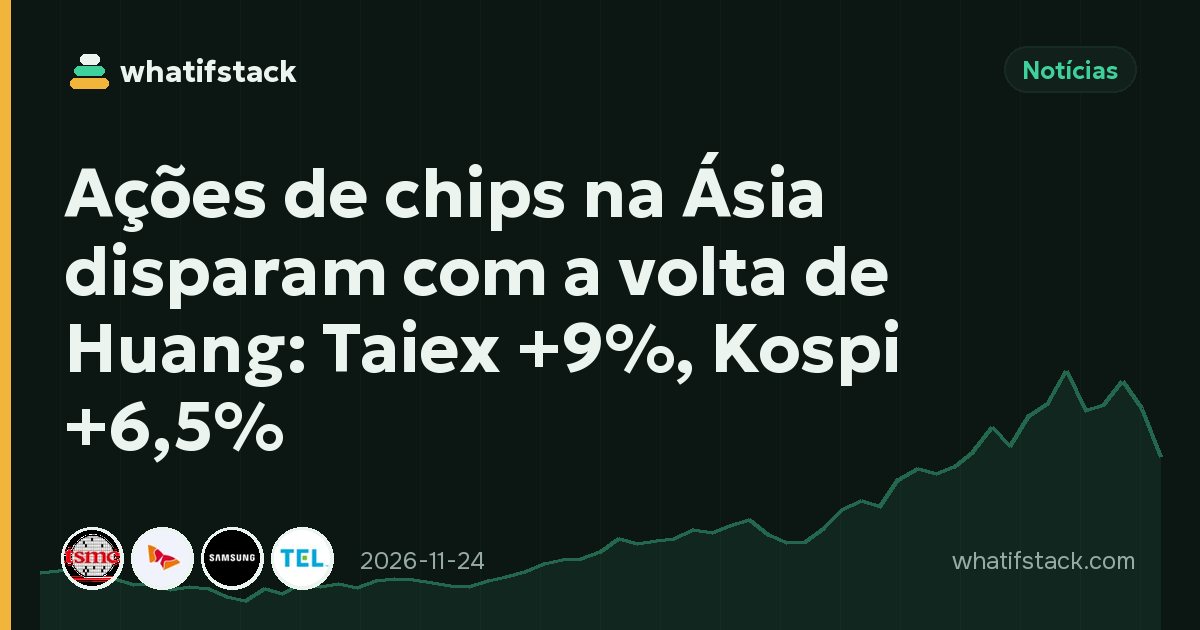 whatifstack
Notícias
Ações de chips na Ásia
disparam com a volta de
Huang: Taiex +9%, Kospi
+6,5%
tsmc
SAMSUNG
TEL
2026-11-24
whatifstack.com